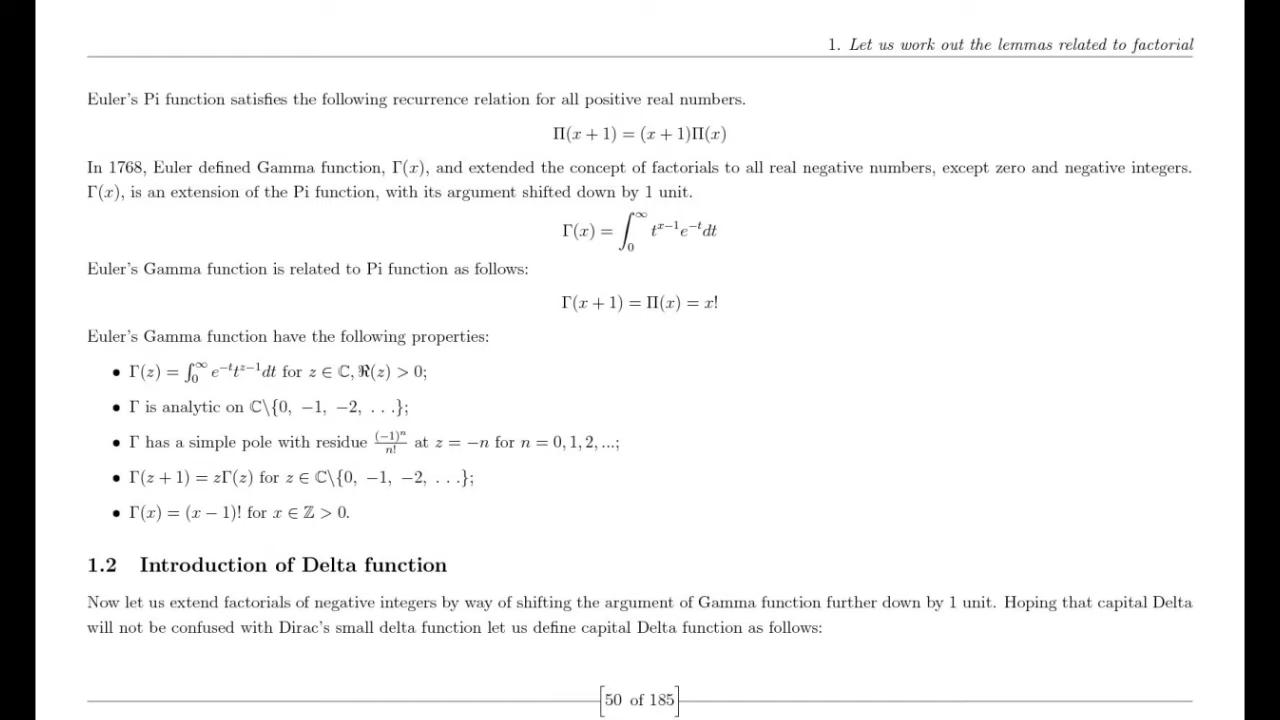 1. Let us work out the lemmas related to factorial
Euler's Pi function satisfies the following recurrence relation for all positive real numbers.
Π(x + 1) = (x + 1)Π(x)
In 1768, Euler defined Gamma function, Γ(x), and extended the concept of factorials to all real negative numbers, except zero and negative integers.
Γ(x), is an extension of the Pi function, with its argument shifted down by 1 unit.
Γ(x) = ∫₀^∞ t^{x−1}e^{−t}dt
Euler's Gamma function is related to Pi function as follows:
Γ(x + 1) = Π(x) = x!
Euler's Gamma function have the following properties:
• Γ(z) = ∫₀^∞ e^{−t}t^{z−1}dt for z ∈ ℂ, ℜ(z) > 0;
• Γ is analytic on ℂ\{0, −1, −2, . . .};
• Γ has a simple pole with residue (−1)^n/n! at z = −n for n = 0, 1, 2, ...;
• Γ(z + 1) = zΓ(z) for z ∈ ℂ\{0, −1, −2, . . .};
• Γ(x) = (x − 1)! for x ∈ ℤ > 0.
1.2 Introduction of Delta function
Now let us extend factorials of negative integers by way of shifting the argument of Gamma function further down by 1 unit. Hoping that capital Delta
will not be confused with Dirac's small delta function let us define capital Delta function as follows:
[50 of 185]